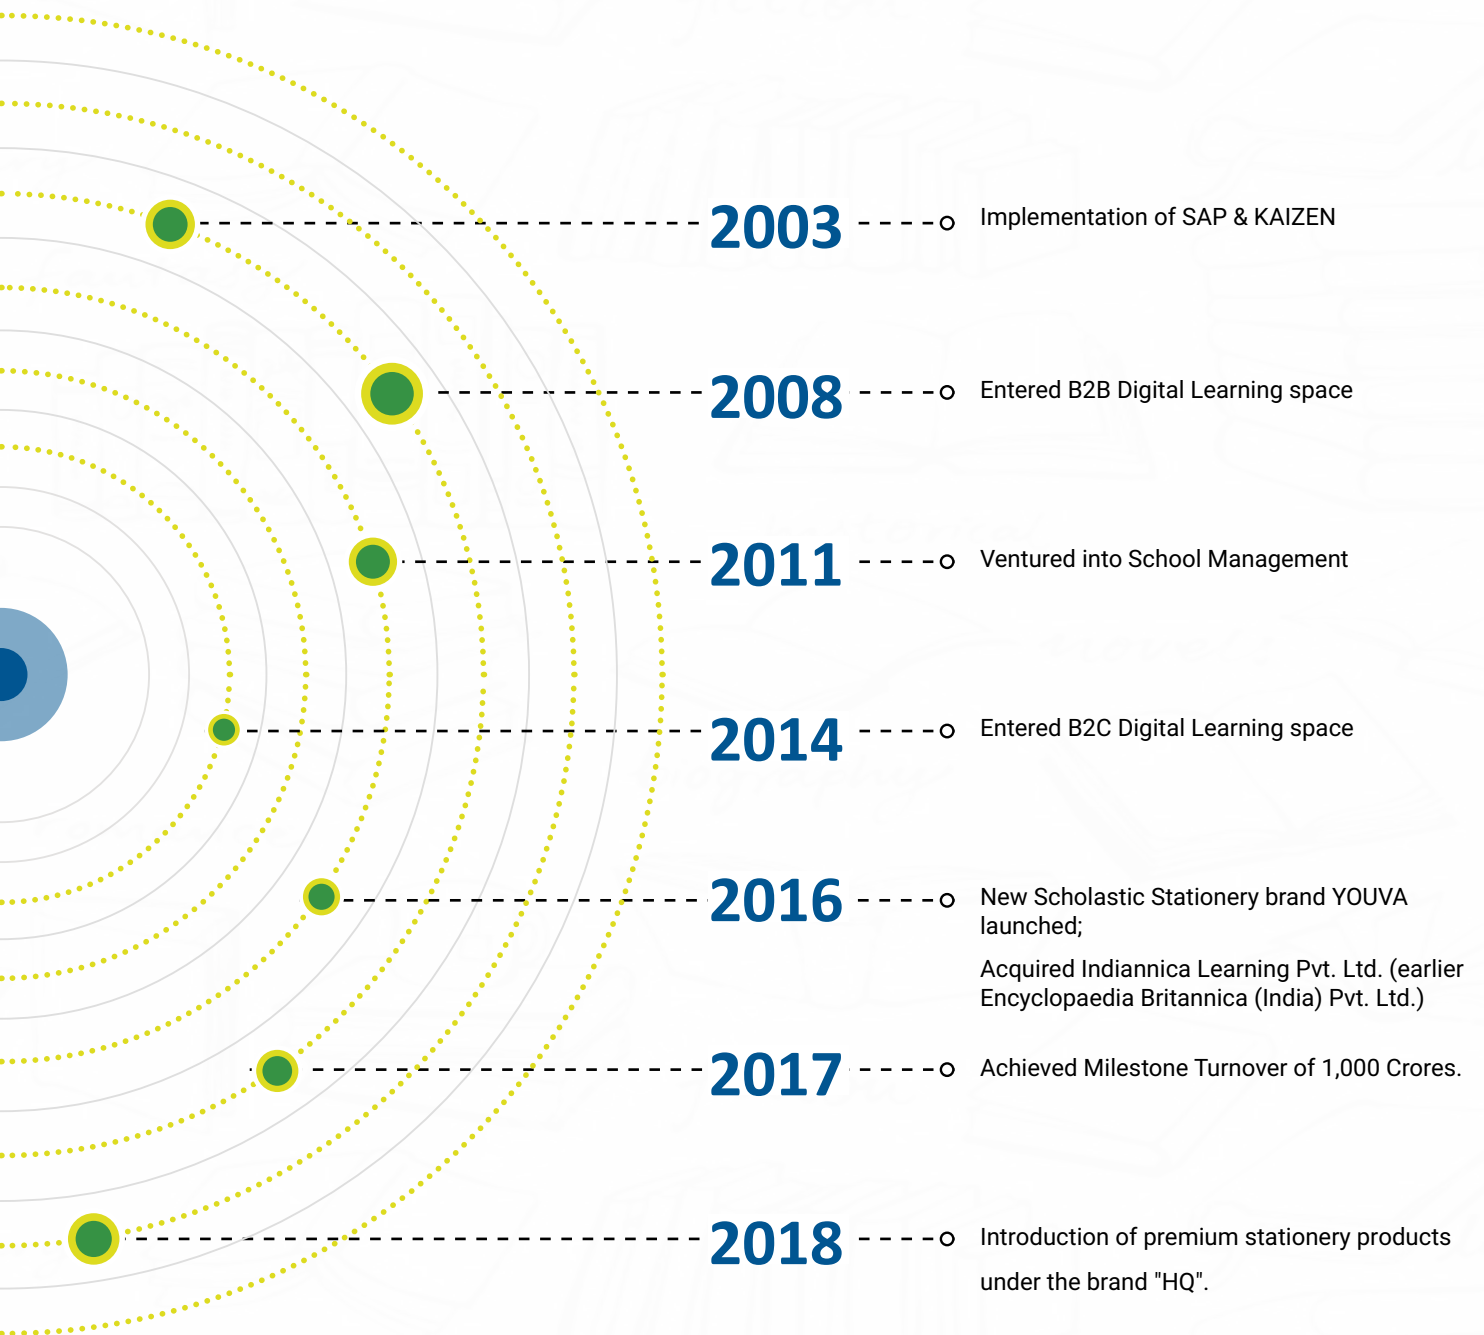 2003
Implementation of SAP & KAIZEN
2008
Entered B2B Digital Learning space
2011
Ventured into School Management
2014
Entered B2C Digital Learning space
2016
New Scholastic Stationery brand YOUVA
launched;
Acquired Indiannica Learning Pvt. Ltd. (earlier
Encyclopaedia Britannica (India) Pvt. Ltd.)
2017
Achieved Milestone Turnover of 1,000 Crores.
2018
Introduction of premium stationery products
under the brand "HQ".